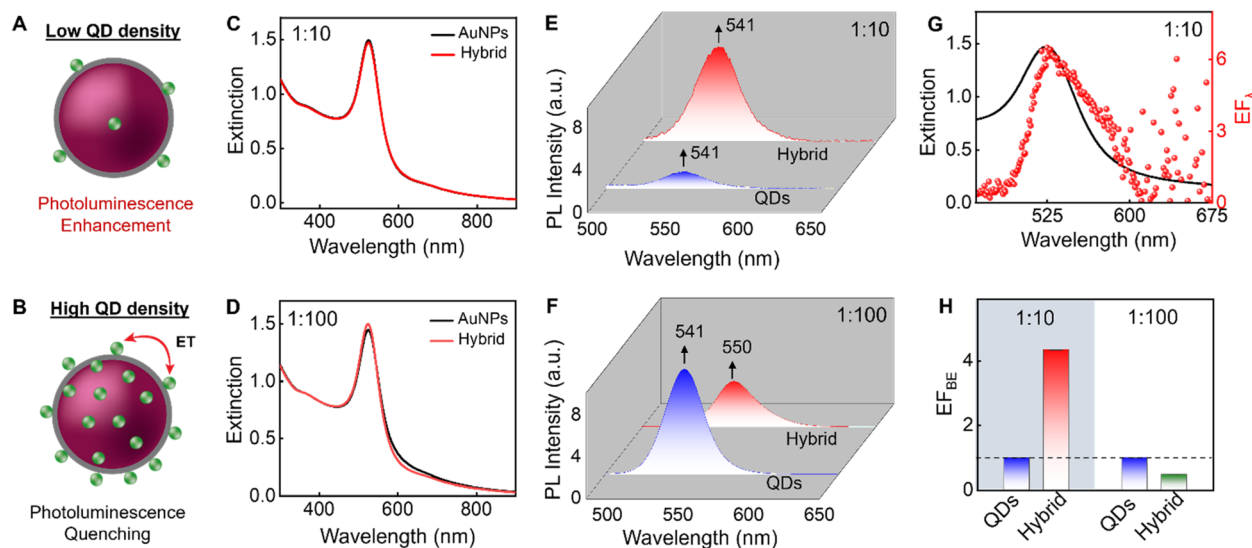 A
Low QD density
Photoluminescence
Enhancement
B
High QD density
ET
Photoluminescence
Quenching
C
1:10
AuNPs
Hybrid
Extinction
1.5
1.0
0.5
0.0
400
600
800
Wavelength (nm)
D
1:100
AuNPs
Hybrid
Extinction
1.5
1.0
0.5
0.0
400
600
800
Wavelength (nm)
E
541
1:10
PL Intensity (a.u.)
8
4
0
541
Hybrid
QDs
500
550
600
650
Wavelength (nm)
F
541
550
1:100
PL Intensity (a.u.)
8
4
0
Hybrid
QDs
500
550
600
650
Wavelength (nm)
G
1:10
Extinction
1.5
1.0
0.5
0.0
EFλ
6
3
0
525
600
675
Wavelength (nm)
H
1:10
1:100
EF_BE
4
2
0
QDs
Hybrid
QDs
Hybrid